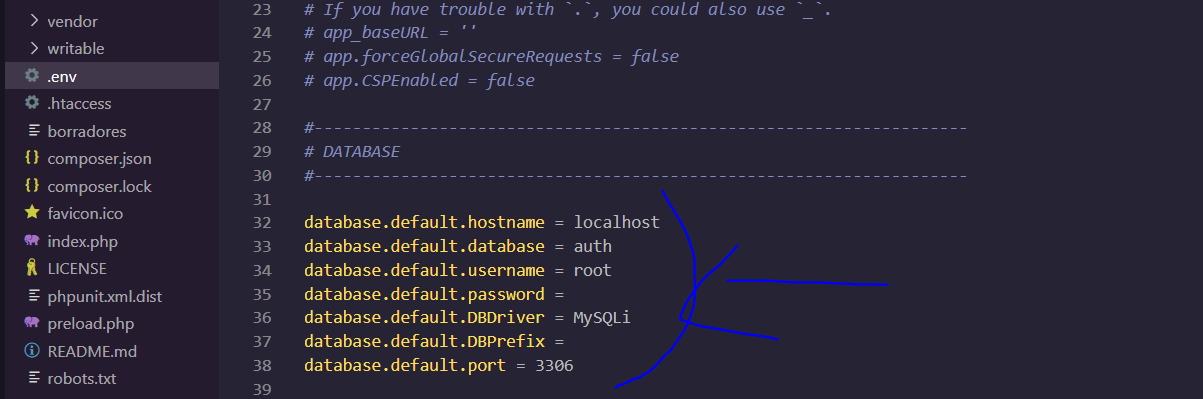 vendor
writable
.env
.htaccess
borradores
composer.json
composer.lock
favicon.ico
index.php
LICENSE
phpunit.xml.dist
preload.php
README.md
robots.txt
23 # If you have trouble with `.`, you could also use `_`.
24 # app_baseURL = ''
25 # app.forceGlobalSecureRequests = false
26 # app.CSPEnabled = false
27
28 #--------------------------------------------------------------------
29 # DATABASE
30 #--------------------------------------------------------------------
31
32 database.default.hostname = localhost
33 database.default.database = auth
34 database.default.username = root
35 database.default.password =
36 database.default.DBDriver = MySQLi
37 database.default.DBPrefix =
38 database.default.port = 3306
39